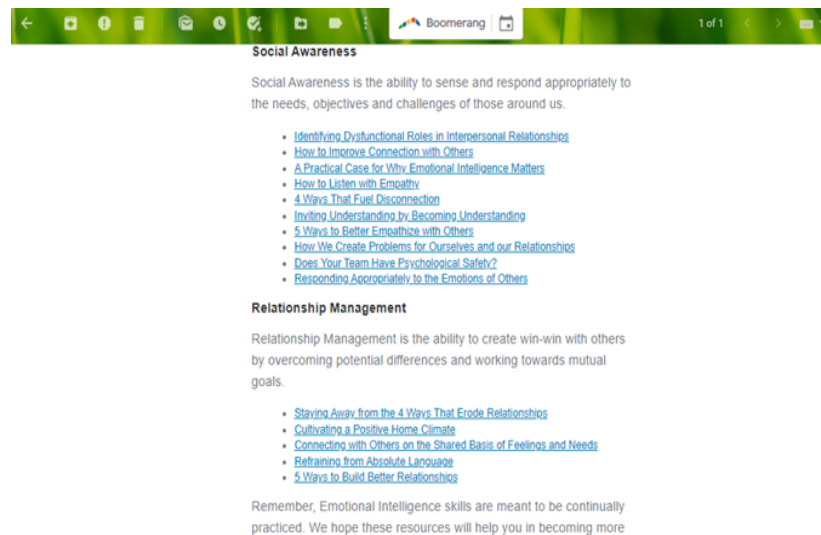 Boomerang
1 of 1
Social Awareness
Social Awareness is the ability to sense and respond appropriately to
the needs, objectives and challenges of those around us.
Identifying Dysfunctional Roles in Interpersonal Relationships
How to Improve Connection with Others
A Practical Case for Why Emotional Intelligence Matters
How to Listen with Empathy
4 Ways That Fuel Disconnection
Inviting Understanding by Becoming Understanding
5 Ways to Better Empathize with Others
How We Create Problems for Ourselves and our Relationships
Does Your Team Have Psychological Safety?
Responding Appropriately to the Emotions of Others
Relationship Management
Relationship Management is the ability to create win-win with others
by overcoming potential differences and working towards mutual
goals.
Staying Away from the 4 Ways That Erode Relationships
Cultivating a Positive Home Climate
Connecting with Others on the Shared Basis of Feelings and Needs
Refraining from Absolute Language
5 Ways to Build Better Relationships
Remember, Emotional Intelligence skills are meant to be continually
practiced. We hope these resources will help you in becoming more